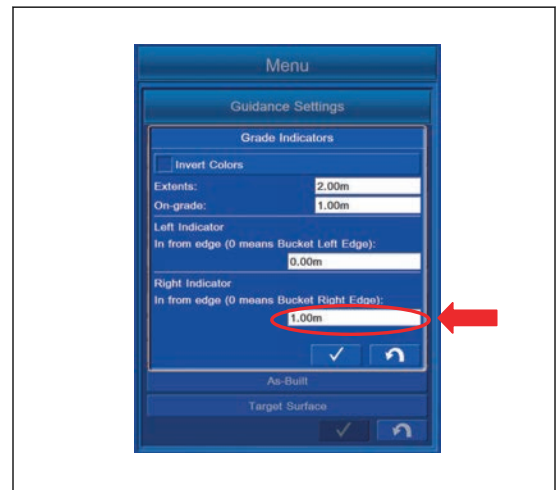 Menu
Guidance Settings
Grade Indicators
Invert Colors
Extents: 2.00m
On-grade: 1.00m
Left Indicator
In from edge (0 means Bucket Left Edge):
0.00m
Right Indicator
In from edge (0 means Bucket Right Edge):
1.00m
As-Built
Target Surface